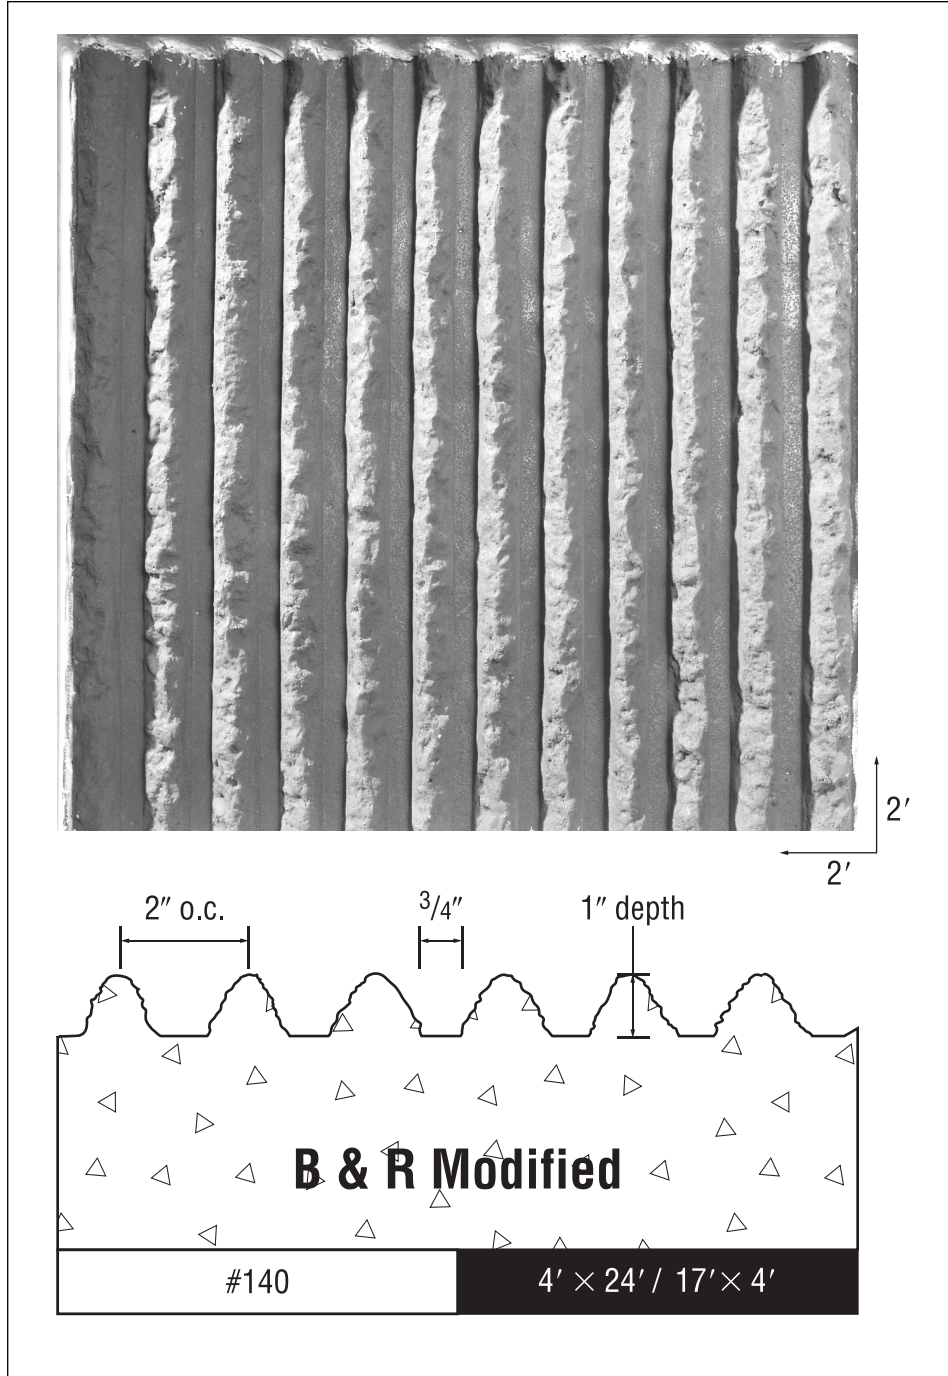 2′
2′
2″ o.c.
3/4″
1″ depth
B & R Modified
#140
4′ × 24′ / 17′ × 4′